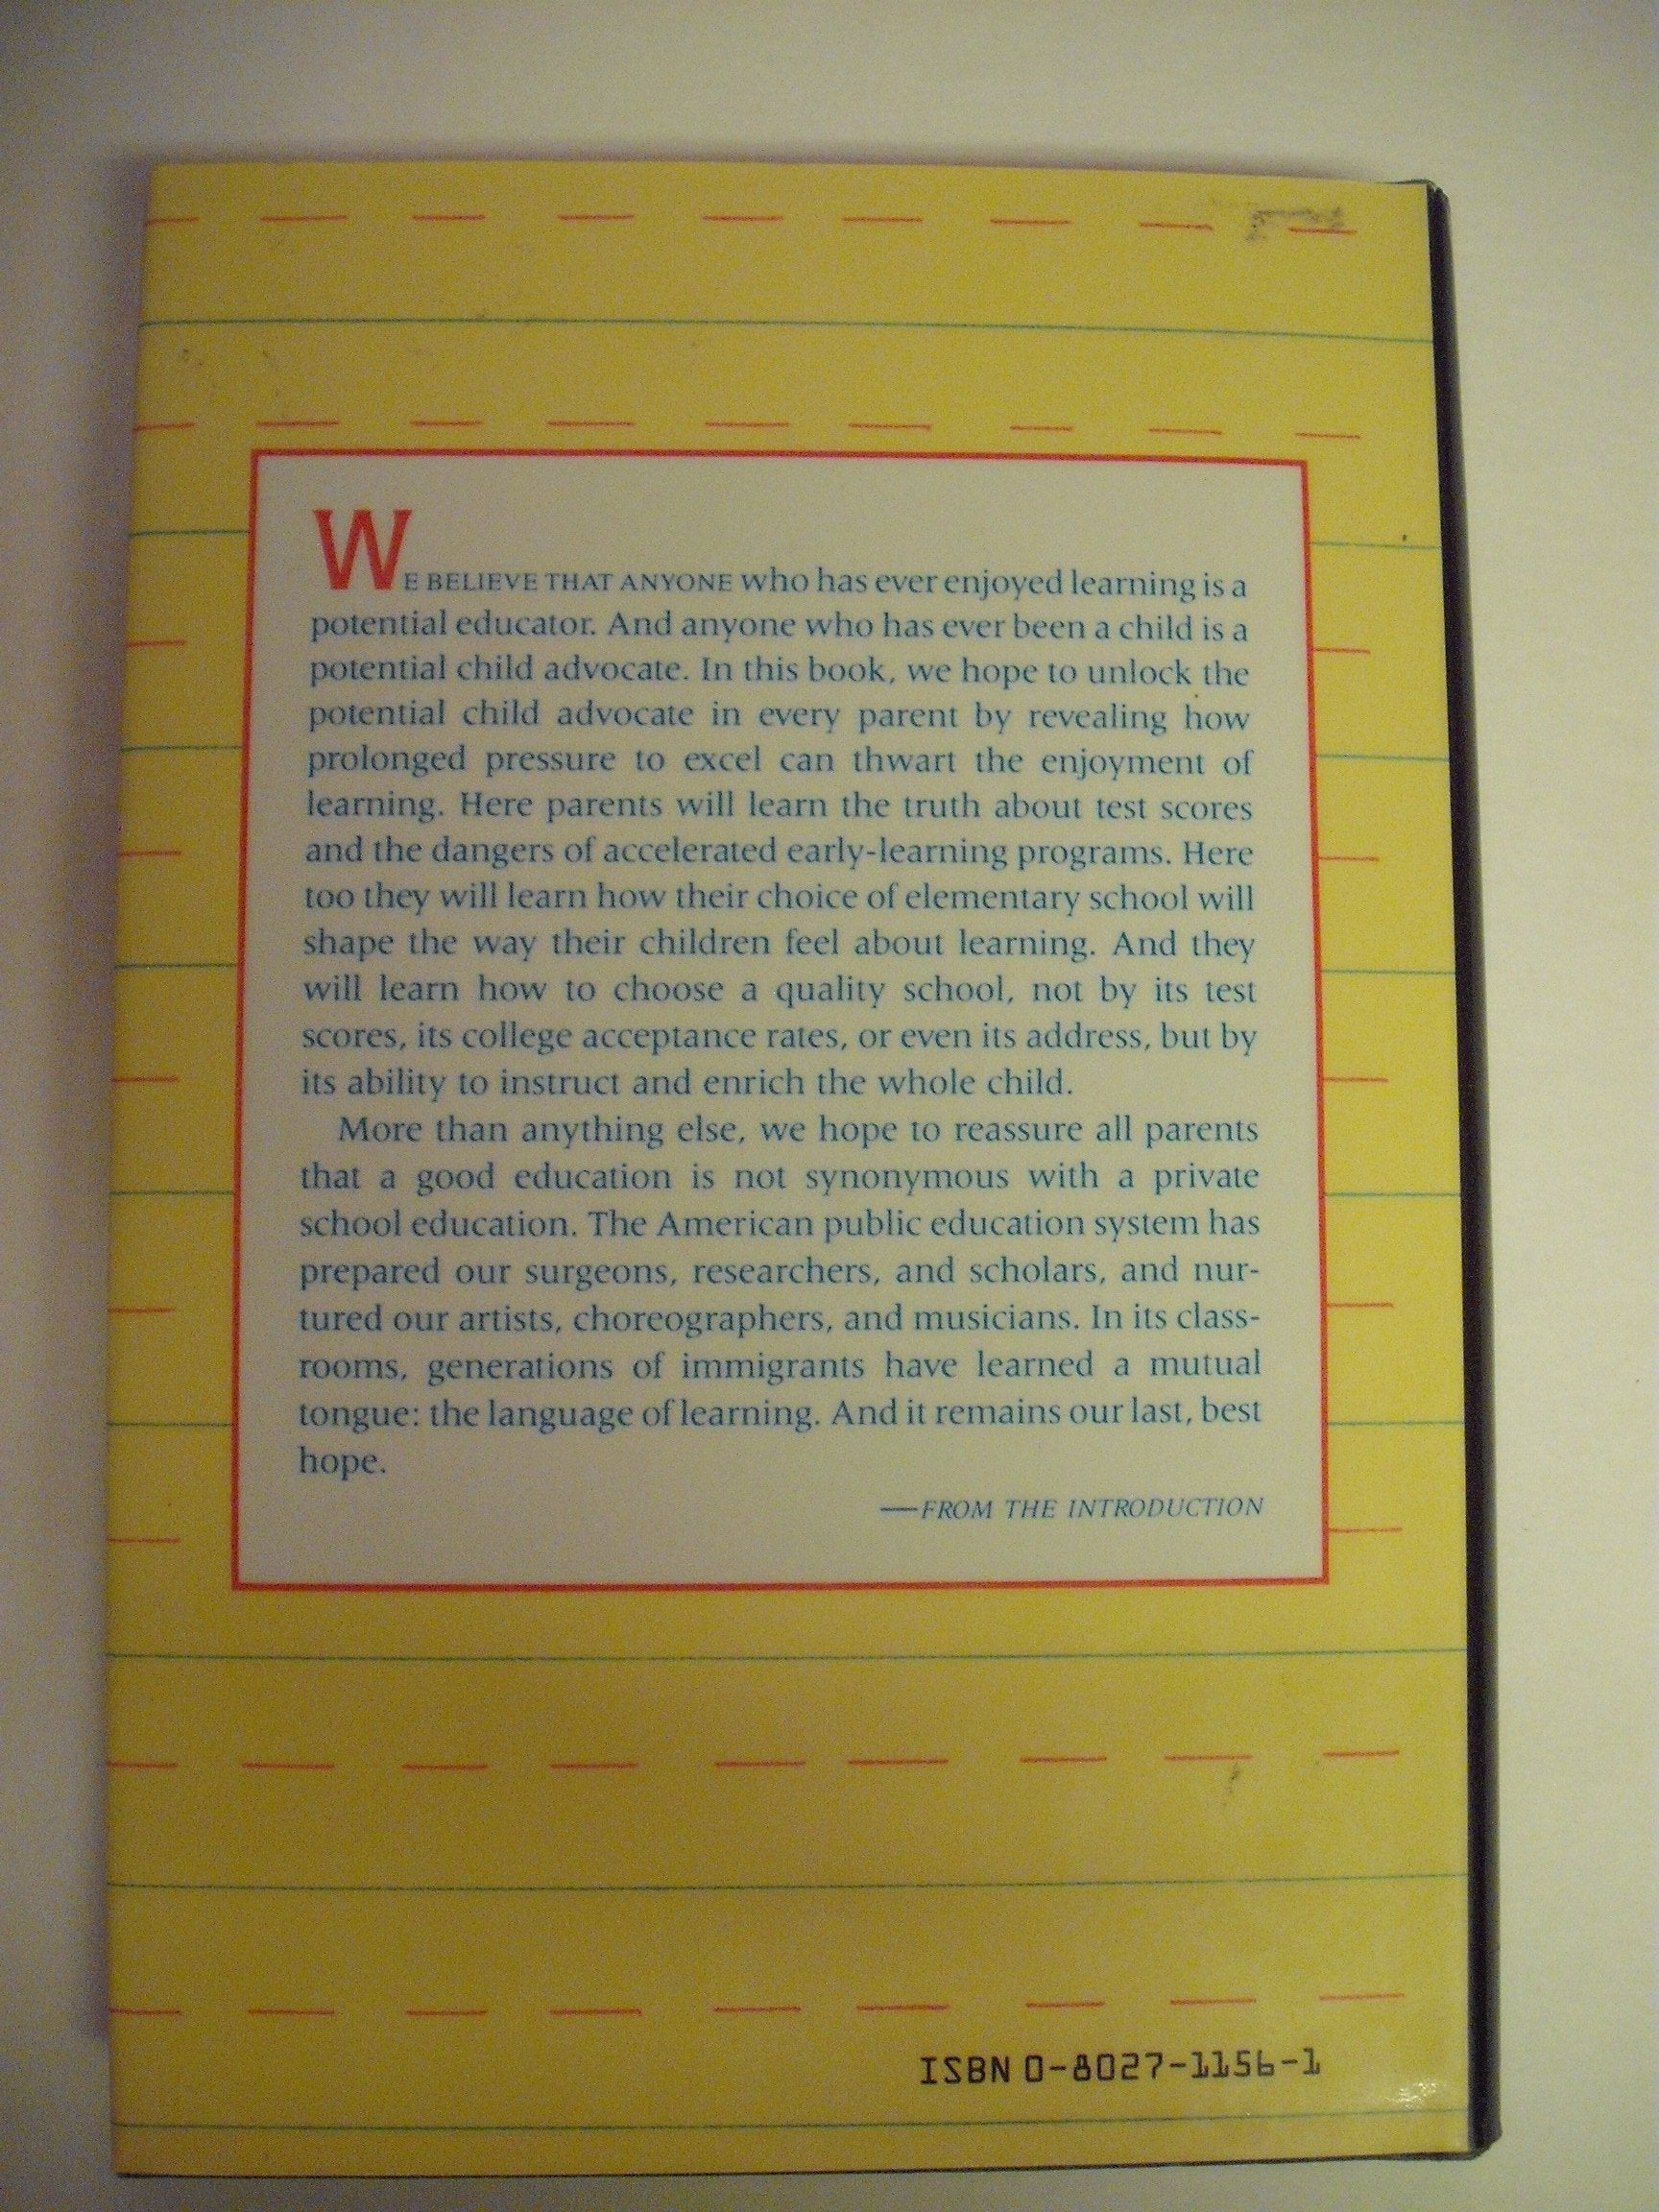 WE BELIEVE THAT ANYONE who has ever enjoyed learning is a
potential educator. And anyone who has ever been a child is a
potential child advocate. In this book, we hope to unlock the
potential child advocate in every parent by revealing how
prolonged pressure to excel can thwart the enjoyment of
learning. Here parents will learn the truth about test scores
and the dangers of accelerated early-learning programs. Here
too they will learn how their choice of elementary school will
shape the way their children feel about learning. And they
will learn how to choose a quality school, not by its test
scores, its college acceptance rates, or even its address, but by
its ability to instruct and enrich the whole child.
More than anything else, we hope to reassure all parents
that a good education is not synonymous with a private
school education. The American public education system has
prepared our surgeons, researchers, and scholars, and nur-
tured our artists, choreographers, and musicians. In its class-
rooms, generations of immigrants have learned a mutual
tongue: the language of learning. And it remains our last, best
hope.
—FROM THE INTRODUCTION
ISBN 0-8027-1156-1